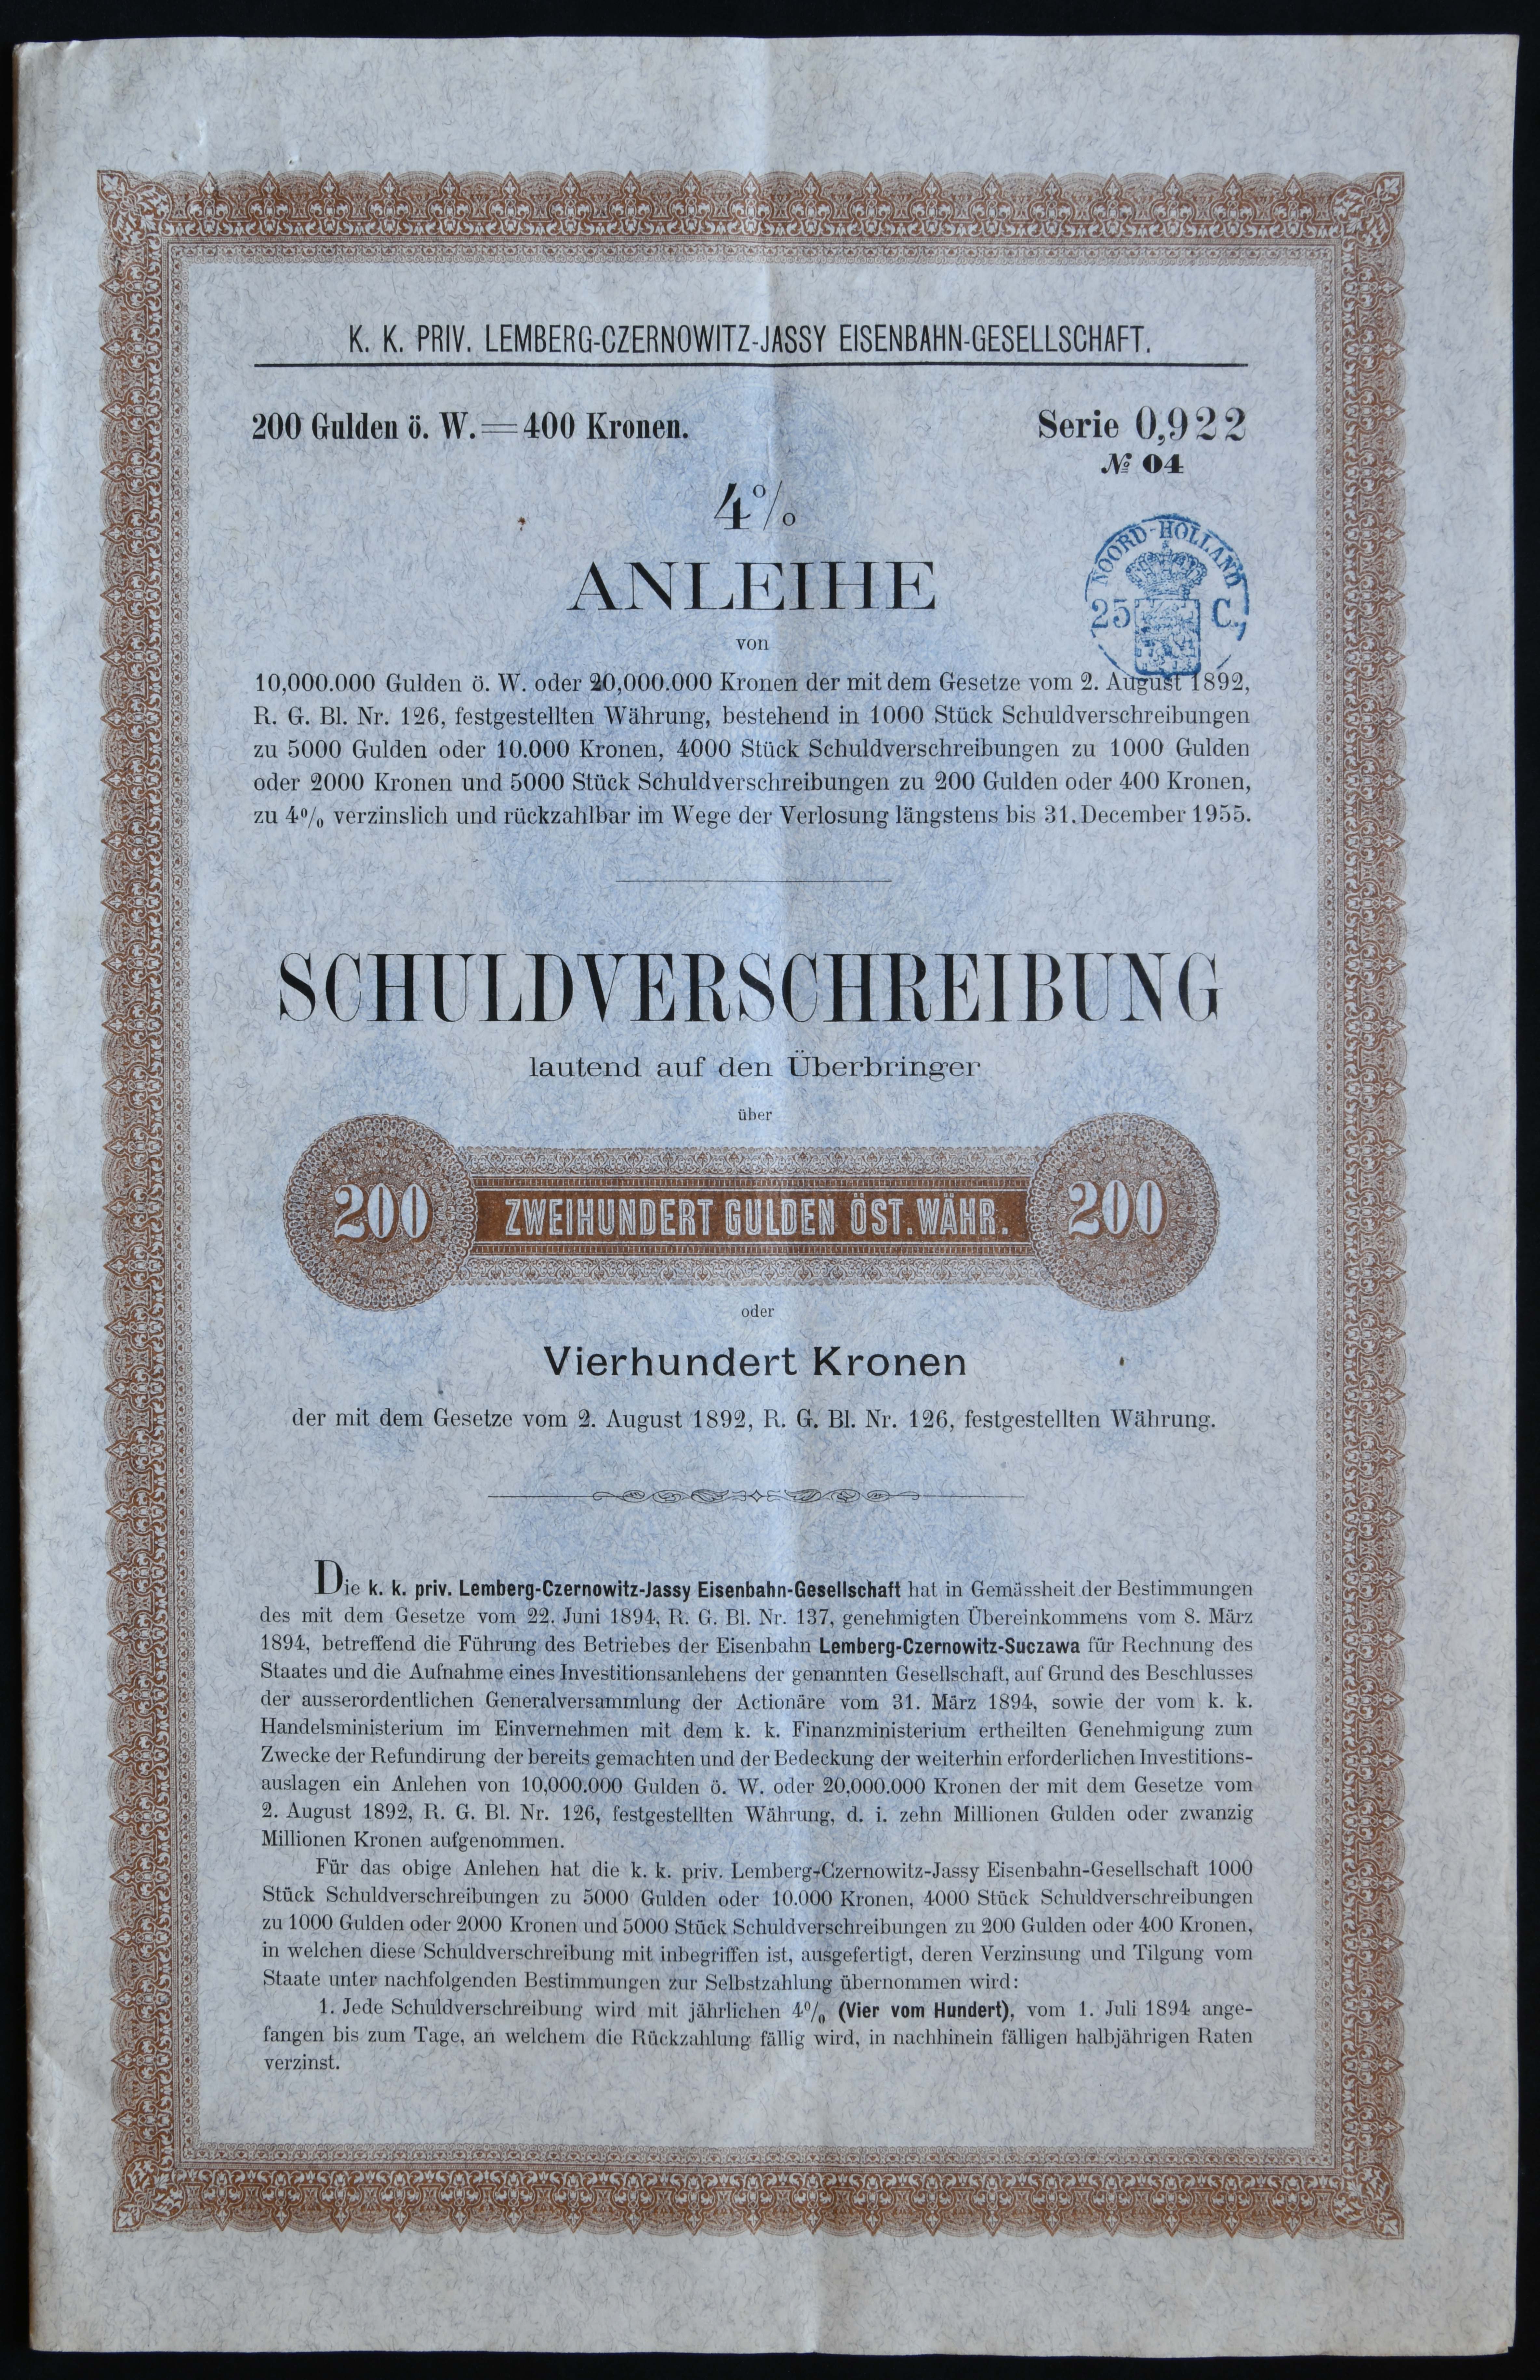 K. K. PRIV. LEMBERG-CZERNOWITZ-JASSY EISENBAHN-GESELLSCHAFT.
200 Gulden ö. W. = 400 Kronen.
Serie 0,922
№ 04
4%
NOORD-HOLLAND
25 C.
ANLEIHE
von
10,000.000 Gulden ö. W. oder 20,000.000 Kronen der mit dem Gesetze vom 2. August 1892,
R. G. Bl. Nr. 126, festgestellten Währung, bestehend in 1000 Stück Schuldverschreibungen
zu 5000 Gulden oder 10.000 Kronen, 4000 Stück Schuldverschreibungen zu 1000 Gulden
oder 2000 Kronen und 5000 Stück Schuldverschreibungen zu 200 Gulden oder 400 Kronen,
zu 4% verzinslich und rückzahlbar im Wege der Verlosung längstens bis 31. December 1955.
SCHULDVERSCHREIBUNG
lautend auf den Überbringer
über
200 ZWEIHUNDERT GULDEN ÖST. WÄHR. 200
oder
Vierhundert Kronen
der mit dem Gesetze vom 2. August 1892, R. G. Bl. Nr. 126, festgestellten Währung.
Die k. k. priv. Lemberg-Czernowitz-Jassy Eisenbahn-Gesellschaft hat in Gemässheit der Bestimmungen
des mit dem Gesetze vom 22. Juni 1894, R. G. Bl. Nr. 137, genehmigten Übereinkommens vom 8. März
1894, betreffend die Führung des Betriebes der Eisenbahn Lemberg-Czernowitz-Suczawa für Rechnung des
Staates und die Aufnahme eines Investitionsanlehens der genannten Gesellschaft, auf Grund des Beschlusses
der ausserordentlichen Generalversammlung der Actionäre vom 31. März 1894, sowie der vom k. k.
Handelsministerium im Einvernehmen mit dem k. k. Finanzministerium ertheilten Genehmigung zum
Zwecke der Refundirung der bereits gemachten und der Bedeckung der weiterhin erforderlichen Investitions-
auslagen ein Anlehen von 10,000.000 Gulden ö. W. oder 20,000.000 Kronen der mit dem Gesetze vom
2. August 1892, R. G. Bl. Nr. 126, festgestellten Währung, d. i. zehn Millionen Gulden oder zwanzig
Millionen Kronen aufgenommen.
Für das obige Anlehen hat die k. k. priv. Lemberg-Czernowitz-Jassy Eisenbahn-Gesellschaft 1000
Stück Schuldverschreibungen zu 5000 Gulden oder 10.000 Kronen, 4000 Stück Schuldverschreibungen
zu 1000 Gulden oder 2000 Kronen und 5000 Stück Schuldverschreibungen zu 200 Gulden oder 400 Kronen,
in welchen diese Schuldverschreibung mit inbegriffen ist, ausgefertigt, deren Verzinsung und Tilgung vom
Staate unter nachfolgenden Bestimmungen zur Selbstzahlung übernommen wird:
1. Jede Schuldverschreibung wird mit jährlichen 4% (Vier vom Hundert), vom 1. Juli 1894 ange-
fangen bis zum Tage, an welchem die Rückzahlung fällig wird, in nachhinein fälligen halbjährigen Raten
verzinst.